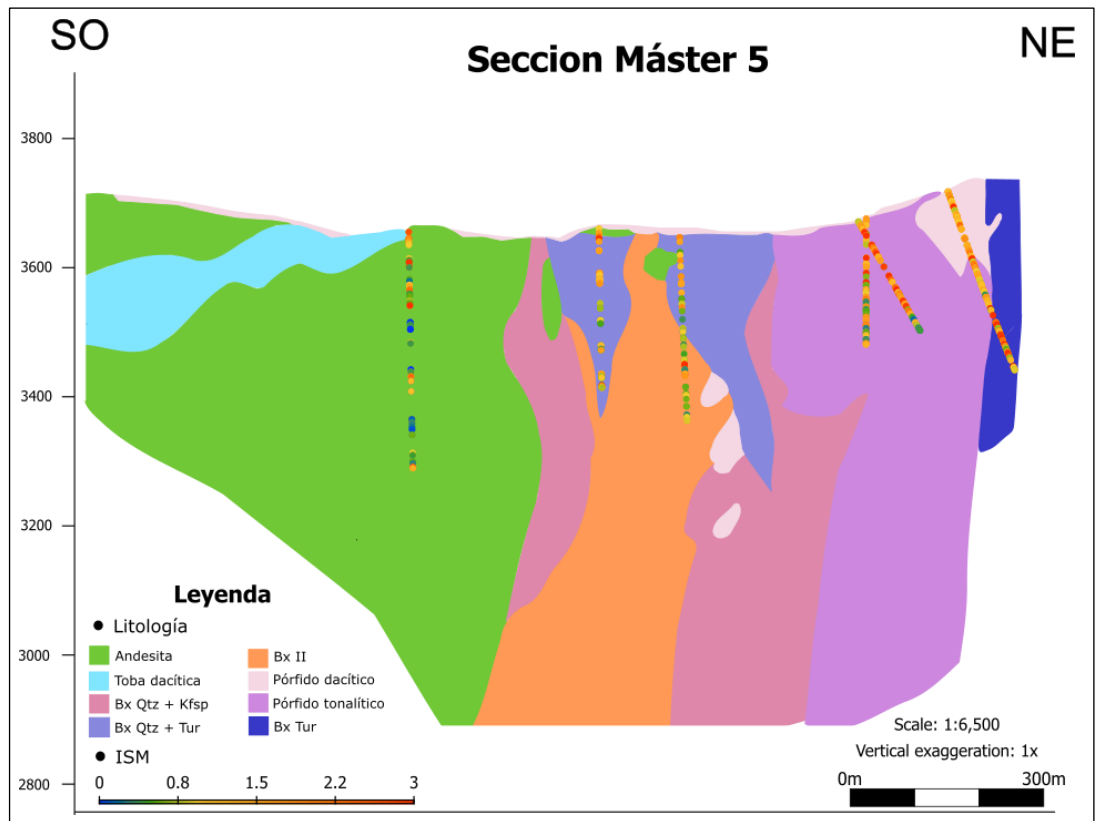 SO
NE
Seccion Máster 5
3800
3600
3400
3200
3000
2800
Leyenda
Litología
Andesita
Toba dacítica
Bx Qtz + Kfsp
Bx Qtz + Tur
Bx II
Pórfido dacítico
Pórfido tonalítico
Bx Tur
ISM
0 0.8 1.5 2.2 3
Scale: 1:6,500
Vertical exaggeration: 1x
0m 300m